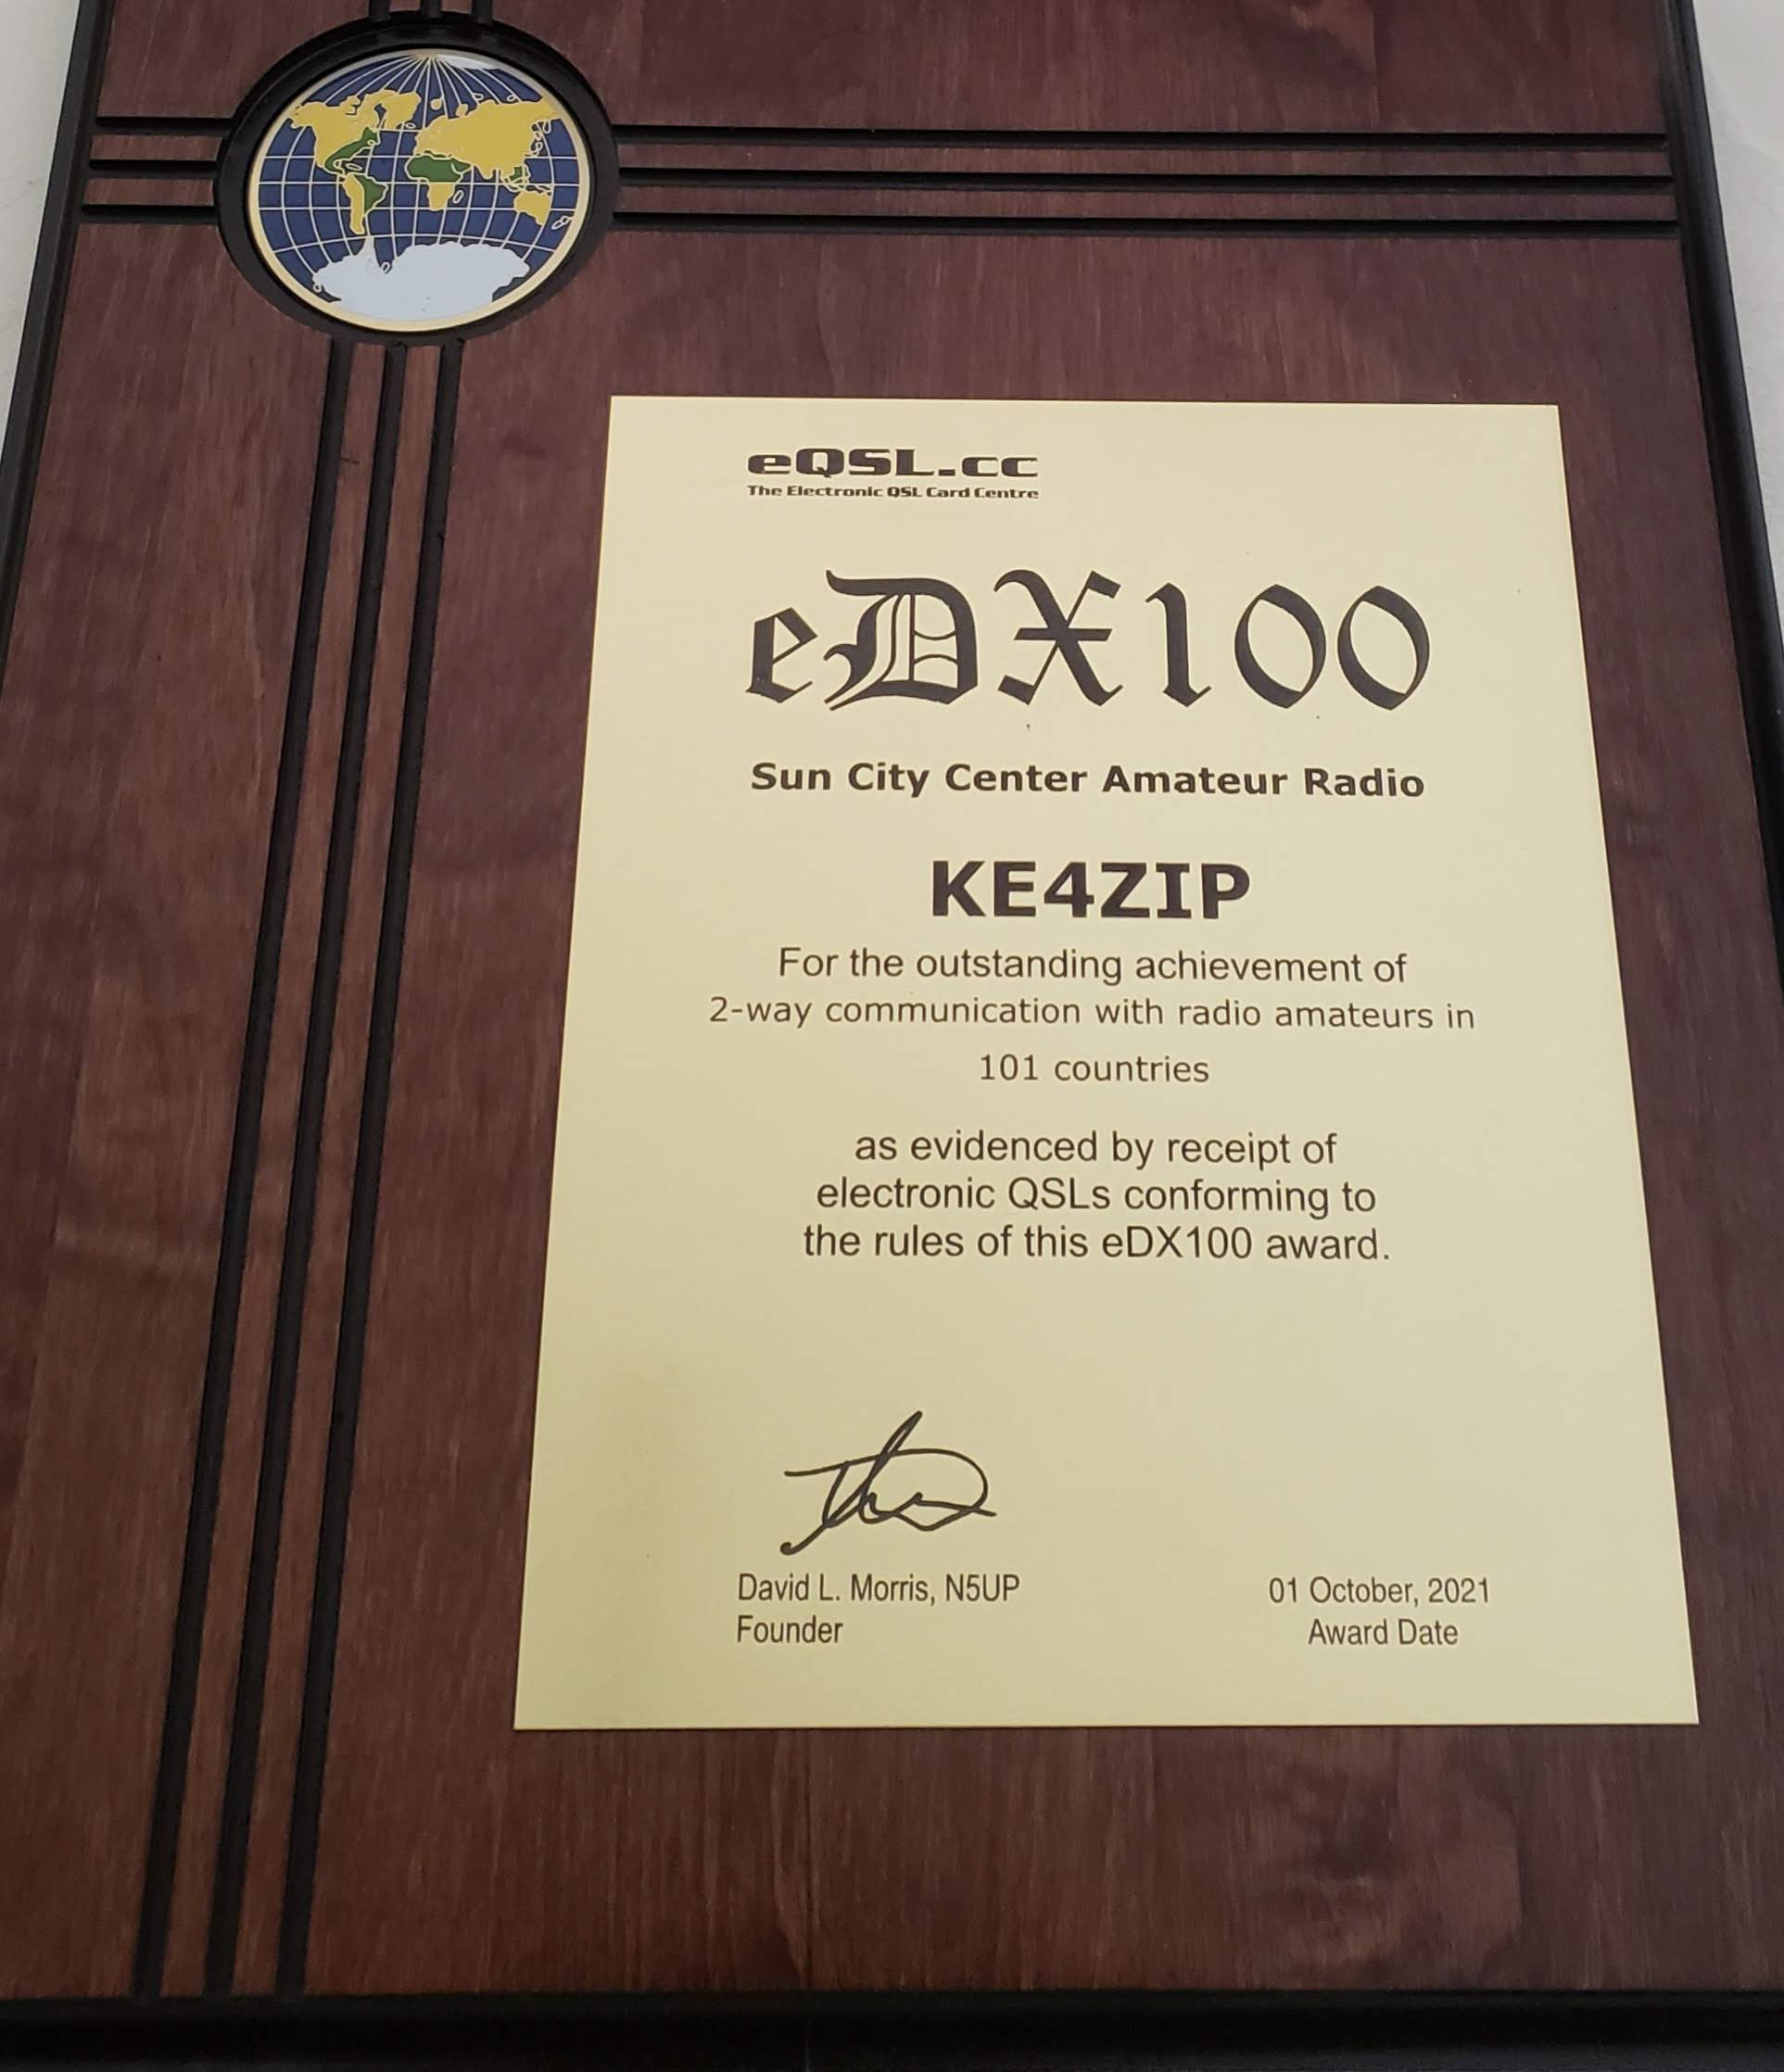 eQSL.cc
The Electronic QSL Card Centre
eDX100
Sun City Center Amateur Radio
KE4ZIP
For the outstanding achievement of
2-way communication with radio amateurs in
101 countries
as evidenced by receipt of
electronic QSLs conforming to
the rules of this eDX100 award.
David L. Morris, N5UP
Founder
01 October, 2021
Award Date